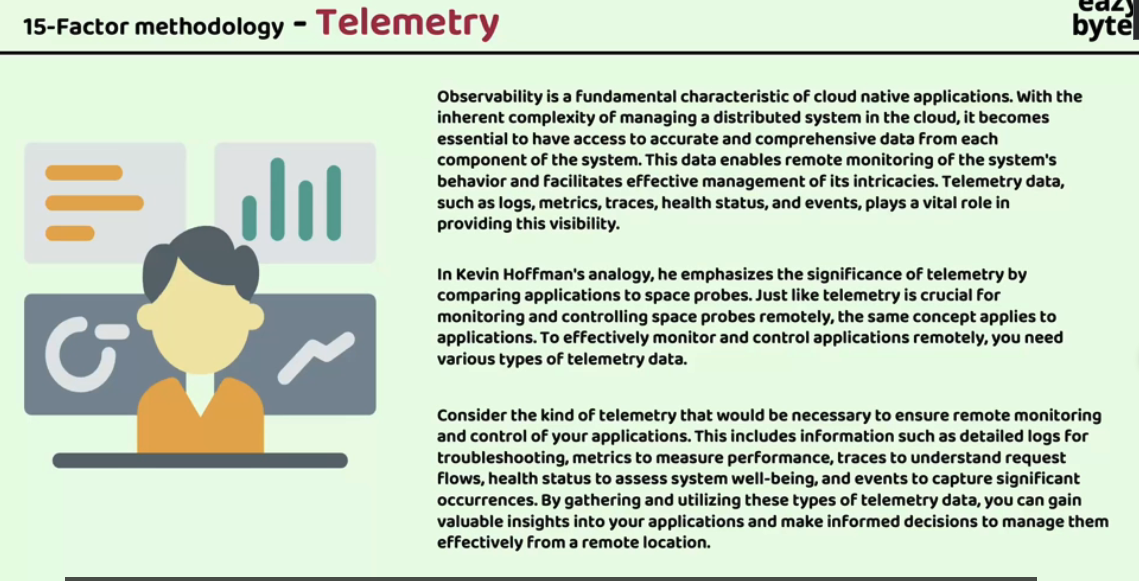 15-Factor methodology - Telemetry
eazy
byte
Observability is a fundamental characteristic of cloud native applications. With the
inherent complexity of managing a distributed system in the cloud, it becomes
essential to have access to accurate and comprehensive data from each
component of the system. This data enables remote monitoring of the system's
behavior and facilitates effective management of its intricacies. Telemetry data,
such as logs, metrics, traces, health status, and events, plays a vital role in
providing this visibility.
In Kevin Hoffman's analogy, he emphasizes the significance of telemetry by
comparing applications to space probes. Just like telemetry is crucial for
monitoring and controlling space probes remotely, the same concept applies to
applications. To effectively monitor and control applications remotely, you need
various types of telemetry data.
Consider the kind of telemetry that would be necessary to ensure remote monitoring
and control of your applications. This includes information such as detailed logs for
troubleshooting, metrics to measure performance, traces to understand request
flows, health status to assess system well-being, and events to capture significant
occurrences. By gathering and utilizing these types of telemetry data, you can gain
valuable insights into your applications and make informed decisions to manage them
effectively from a remote location.